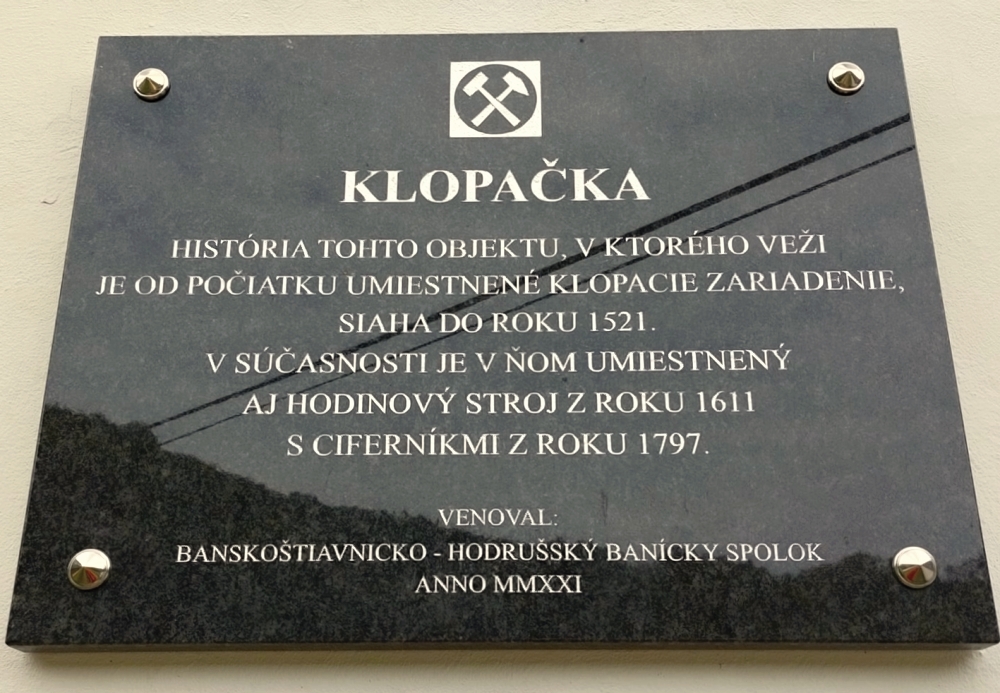 KLOPAČKA
HISTÓRIA TOHTO OBJEKTU, V KTORÉHO VEŽI
JE OD POČIATKU UMIESTNENÉ KLOPACIE ZARIADENIE,
SIAHA DO ROKU 1521.
V SÚČASNOSTI JE V ŇOM UMIESTNENÝ
AJ HODINOVÝ STROJ Z ROKU 1611
S CIFERNÍKMI Z ROKU 1797.
VENOVAL:
BANSKOŠTIAVNICKO - HODRUŠSKÝ BANÍCKY SPOLOK
ANNO MMXXI